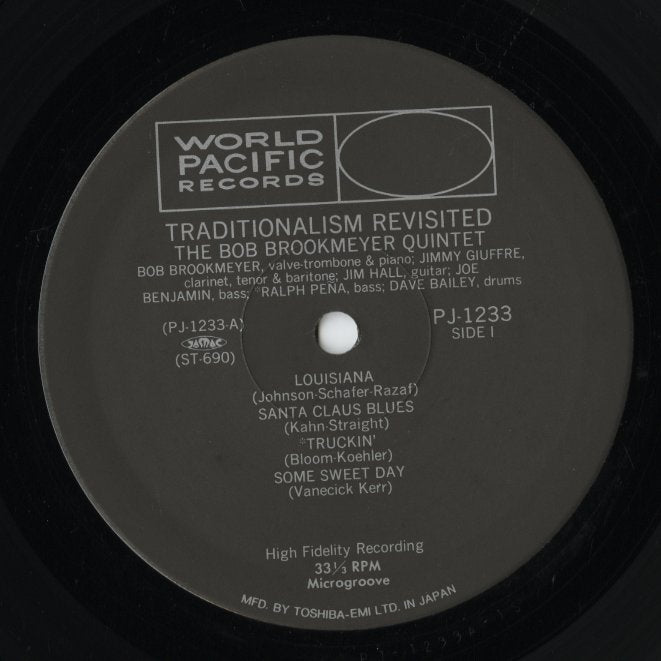 WORLD
PACIFIC
RECORDS
TRADITIONALISM REVISITED
THE BOB BROOKMEYER QUINTET
BOB BROOKMEYER, valve-trombone & piano; JIMMY GIUFFRE,
clarinet, tenor & baritone; JIM HALL, guitar; JOE
BENJAMIN, bass; *RALPH PEÑA, bass; DAVE BAILEY, drums
(PJ-1233-A)
JASRAC
(ST-690)
PJ-1233
SIDE I
LOUISIANA
(Johnson-Schafer-Razaf)
SANTA CLAUS BLUES
(Kahn-Straight)
*TRUCKIN'
(Bloom-Koehler)
SOME SWEET DAY
(Vanecick Kerr)
High Fidelity Recording
33⅓ RPM
Microgroove
MFD. BY TOSHIBA-EMI LTD. IN JAPAN